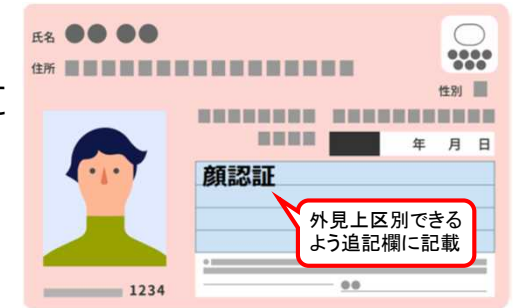 氏名
住所
性別
年 月 日
顔認証
外見上区別できる
よう追記欄に記載
1234